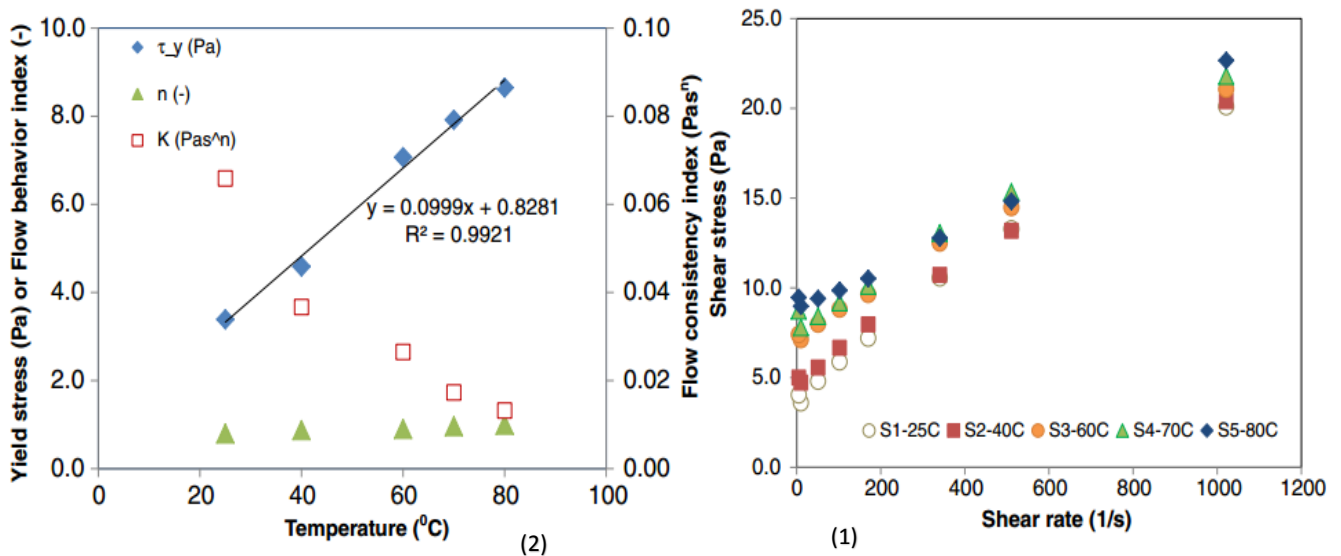 Yield stress (Pa) or Flow behavior index (-)
10.0
8.0
6.0
4.0
2.0
0.0
τ_y (Pa)
n (-)
K (Pas^n)
y = 0.0999x + 0.8281
R² = 0.9921
0.10
0.08
0.06
0.04
0.02
0.00
Flow consistency index (Pasⁿ)
0 20 40 60 80 100
Temperature (⁰C)
(2)
Shear stress (Pa)
25.0
20.0
15.0
10.0
5.0
0.0
S1-25C S2-40C S3-60C S4-70C S5-80C
0 200 400 600 800 1000 1200
Shear rate (1/s)
(1)